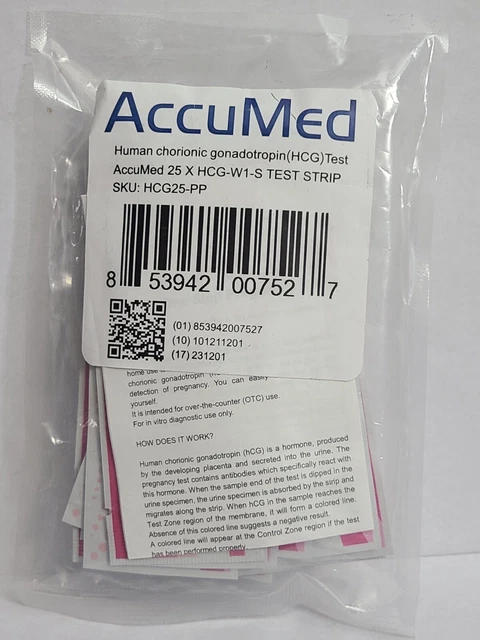 AccuMed
Human chorionic gonadotropin(HCG)Test
AccuMed 25 X HCG-W1-S TEST STRIP
SKU: HCG25-PP
8 53942 00752 7
(01) 853942007527
(10) 101211201
(17) 231201
home use
chorionic gonadotropin
detection of pregnancy. You can easily
yourself.
It is intended for over-the-counter (OTC) use.
For in vitro diagnostic use only.
HOW DOES IT WORK?
Human chorionic gonadotropin (hCG) is a hormone, produced
by the developing placenta and secreted into the urine. The
pregnancy test contains antibodies which specifically react with
this hormone. When the sample end of the test is dipped in the
urine specimen, the urine specimen is absorbed by the strip and
migrates along the strip. When hCG in the sample reaches the
Test Zone region of the membrane, it will form a colored line.
Absence of this colored line suggests a negative result.
A colored line will appear at the Control Zone region if the test
has been performed properly.